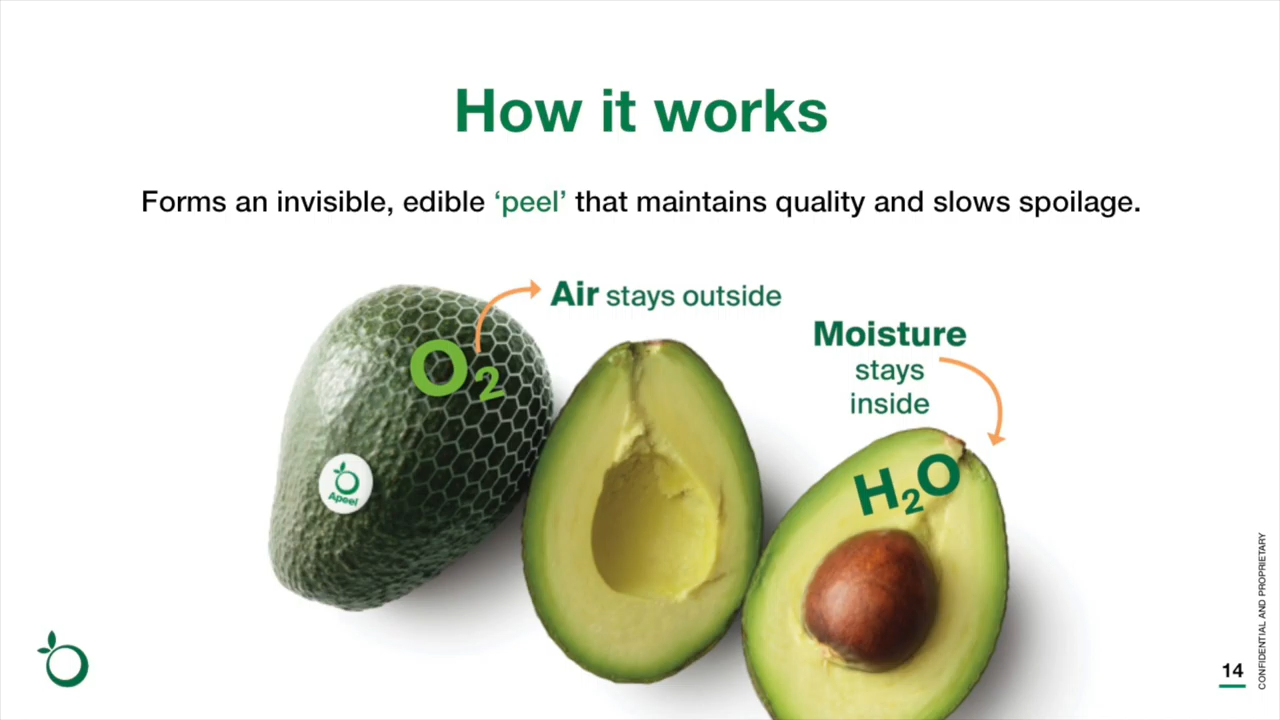 How it works
Forms an invisible, edible ‘peel’ that maintains quality and slows spoilage.
Air stays outside
O₂
Moisture
stays
inside
H₂O
Apeel
14
CONFIDENTIAL AND PROPRIETARY